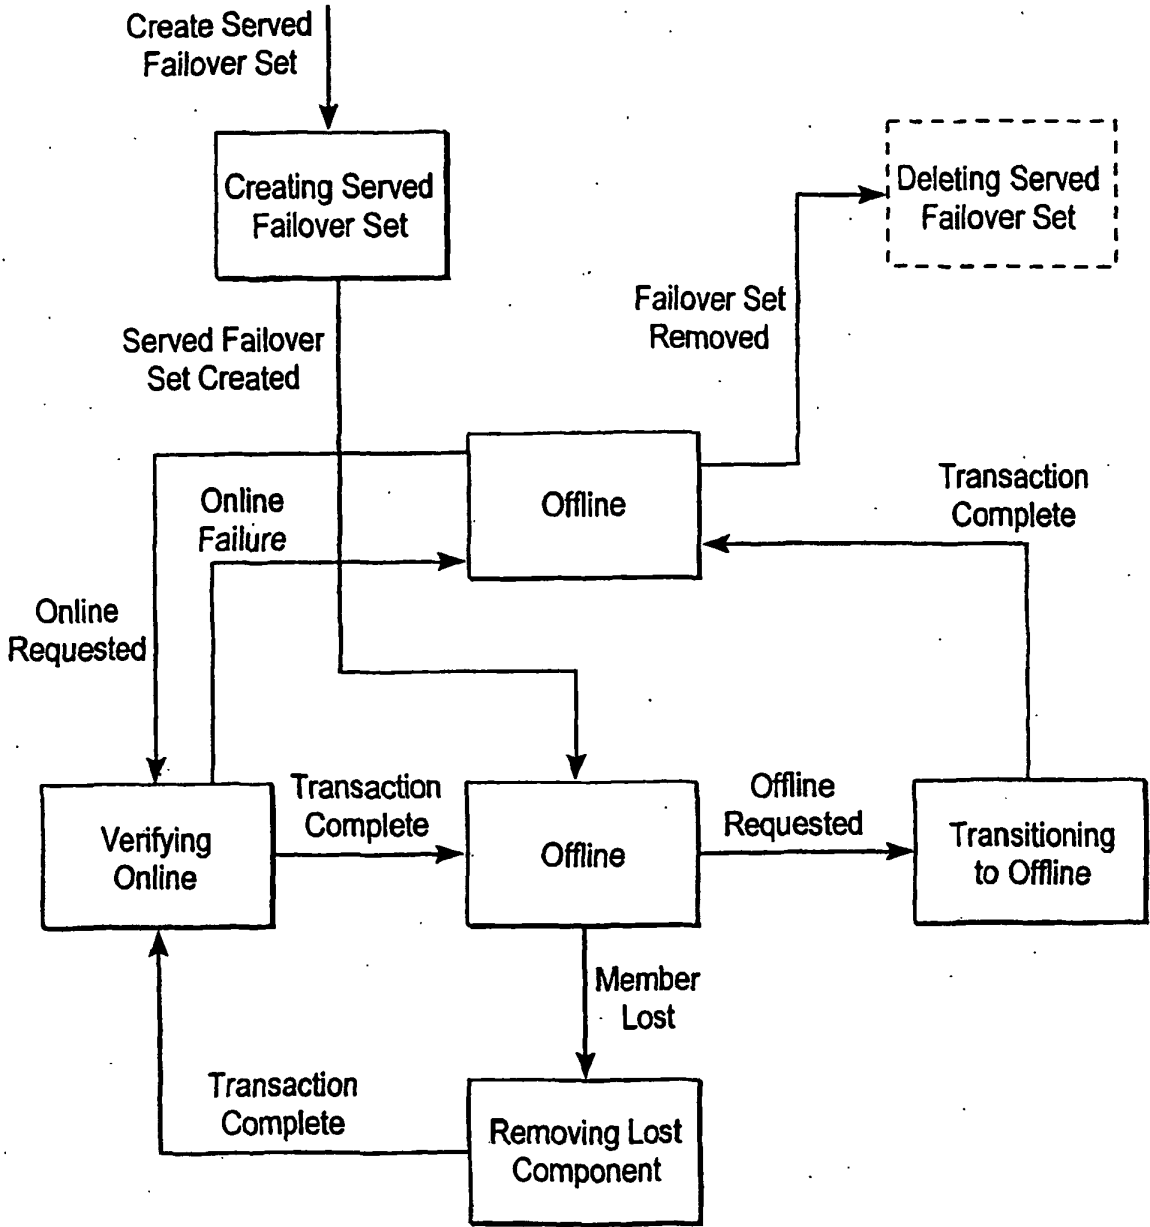 Create Served
Failover Set
Creating Served
Failover Set
Deleting Served
Failover Set
Served Failover
Set Created
Failover Set
Removed
Offline
Online
Failure
Transaction
Complete
Online
Requested
Verifying
Online
Transaction
Complete
Offline
Offline
Requested
Transitioning
to Offline
Member
Lost
Transaction
Complete
Removing Lost
Component